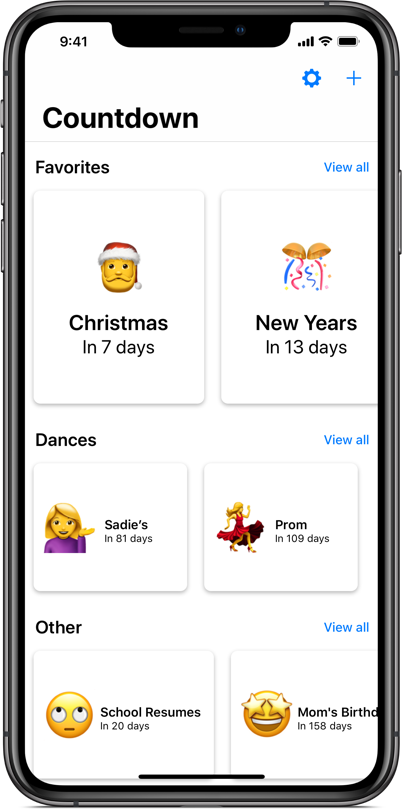 9:41
Countdown
Favorites View all
Christmas
In 7 days
New Years
In 13 days
Dances View all
Sadie’s
In 81 days
Prom
In 109 days
Other View all
School Resumes
In 20 days
Mom's Birthd
In 158 days